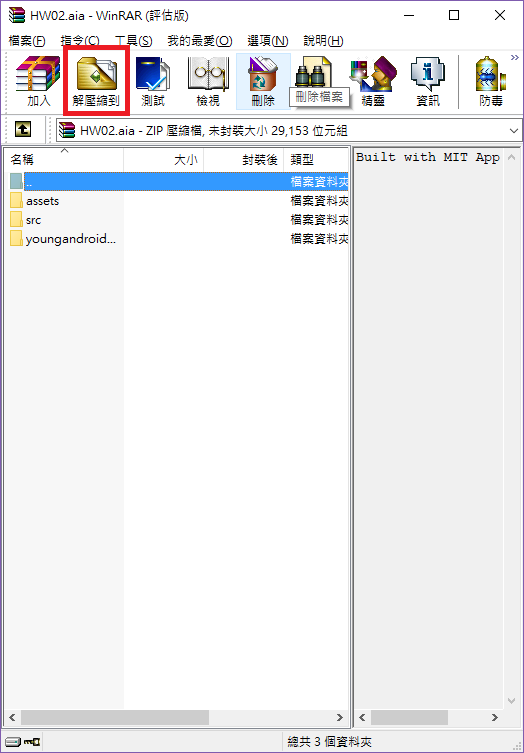 HW02.aia - WinRAR (評估版)
檔案(F) 指令(C) 工具(S) 我的最愛(O) 選項(N) 說明(H)
加入 解壓縮到 測試 檢視 刪除 精靈 資訊 防毒
刪除檔案
HW02.aia - ZIP 壓縮檔, 未封裝大小 29,153 位元組
名稱 大小 封裝後 類型
.. 檔案資料夾
assets 檔案資料夾
src 檔案資料夾
youngandroid... 檔案資料夾
Built with MIT App
總共 3 個資料夾